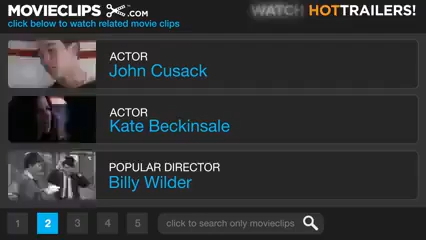 MOVIECLIPS .COM
click below to watch related movie clips
WATCH HOTTRAILERS!
ACTOR
John Cusack
ACTOR
Kate Beckinsale
POPULAR DIRECTOR
Billy Wilder
1 2 3 4 5 click to search only movieclips